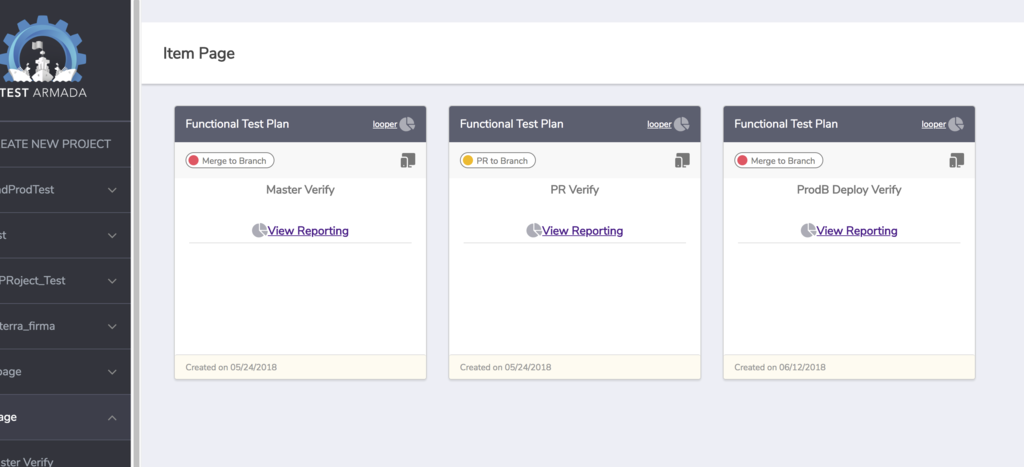 TEST ARMADA
EATE NEW PROJECT
dProdTest
st
PRoject_Test
terra_firma
page
age
ster Verify
Item Page
Functional Test Plan looper
Merge to Branch
Master Verify
View Reporting
Created on 05/24/2018
Functional Test Plan looper
PR to Branch
PR Verify
View Reporting
Created on 05/24/2018
Functional Test Plan looper
Merge to Branch
ProdB Deploy Verify
View Reporting
Created on 06/12/2018